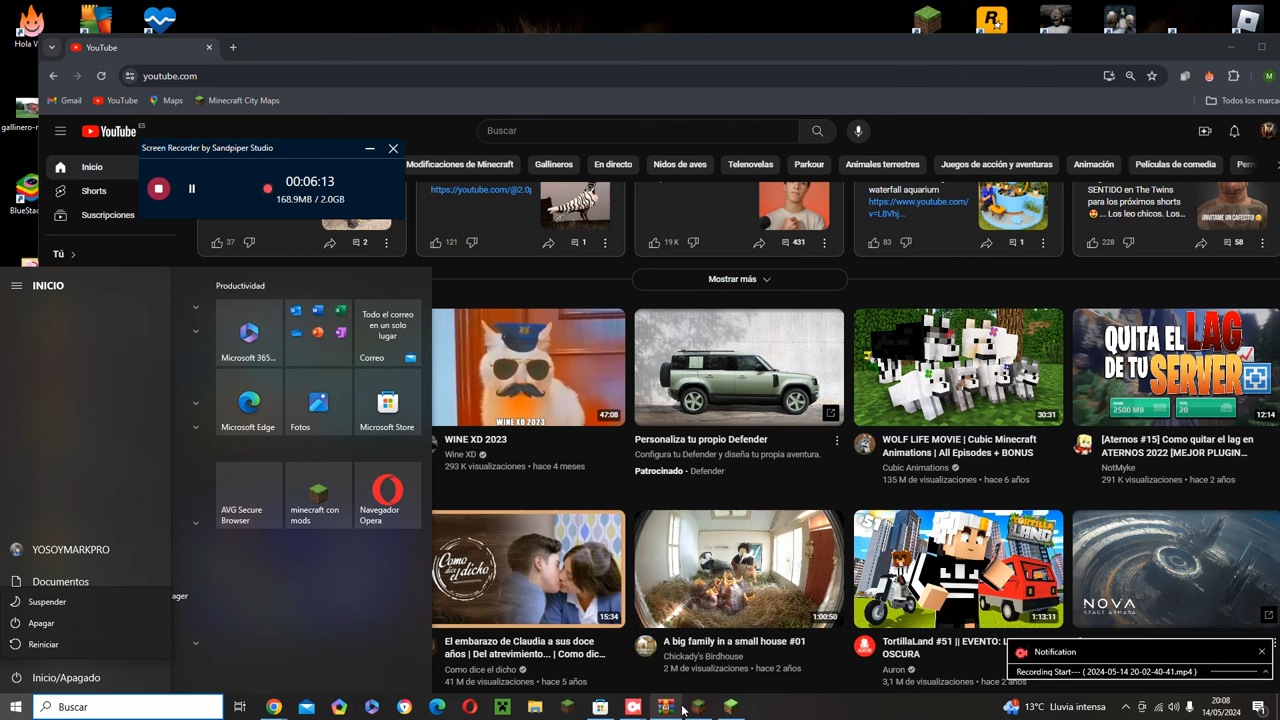 Hola V
YouTube
youtube.com
Gmail
YouTube
Maps
Minecraft City Maps
Todos los marca
YouTube ES
Buscar
Screen Recorder by Sandpiper Studio
00:06:13
168.9MB / 2.0GB
gallinero-r
BlueStack
Inicio
Shorts
Suscripciones
Tú
Modificaciones de Minecraft
Gallineros
En directo
Nidos de aves
Telenovelas
Parkour
Animales terrestres
Juegos de acción y aventuras
Animación
Películas de comedia
Perro
https://youtube.com/@2.0p
waterfall aquarium
https://www.youtube.com/
v=L8Vhj...
SENTIDO en The Twins
para los próximos shorts
... Los leo chicos. Los...
¡INVITAME UN CAFECITO!
37
2
121
1
19 K
431
83
1
228
58
Mostrar más
INICIO
Productividad
Microsoft 365...
Todo el correo
en un solo
lugar
Correo
Microsoft Edge
Fotos
Microsoft Store
AVG Secure
Browser
minecraft con
mods
Navegador
Opera
YOSOYMARKPRO
Documentos
ager
Suspender
Apagar
Reiniciar
Inicio/Apagado
WINE XD 2023
47:08
WINE XD 2023
Wine XD
293 K visualizaciones • hace 4 meses
Personaliza tu propio Defender
Configura tu Defender y diseña tu propia aventura.
Patrocinado • Defender
30:31
WOLF LIFE MOVIE | Cubic Minecraft
Animations | All Episodes + BONUS
Cubic Animations
135 M de visualizaciones • hace 6 años
QUITA EL LAG
DE TU SERVER
2500 MB
20
12:14
[Aternos #15] Como quitar el lag en
ATERNOS 2022 [MEJOR PLUGIN...
NotMyke
291 K visualizaciones • hace 2 años
Como
dice el dicho
15:34
El embarazo de Claudia a sus doce
años | Del atrevimiento... | Como dic...
Como dice el dicho
41 M de visualizaciones • hace 5 años
1:00:50
A big family in a small house #01
Chickady's Birdhouse
2 M de visualizaciones • hace 2 años
TORTILLA
LAND
1:13:11
TortillaLand #51 || EVENTO: L
OSCURA
Auron
3,1 M de visualizaciones • hace 2 años
NOVA
Notification
Recording Start--- ( 2024-05-14 20-02-40-41.mp4 )
Buscar
13°C Lluvia intensa
20:08
14/05/2024